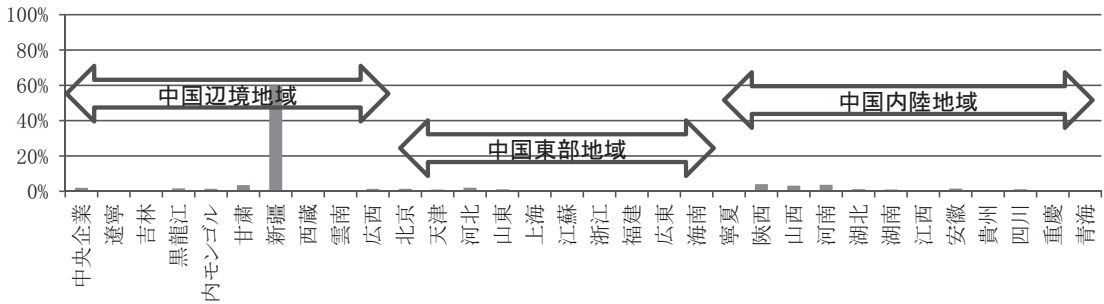 100%
80%
60%
40%
20%
0%
中国辺境地域
中国東部地域
中国内陸地域
中央企業
遼寧
吉林
黒龍江
内モンゴル
甘粛
新疆
西蔵
雲南
広西
北京
天津
河北
山東
上海
江蘇
浙江
福建
広東
海南
寧夏
陝西
山西
河南
湖北
湖南
江西
安徽
貴州
四川
重慶
青海